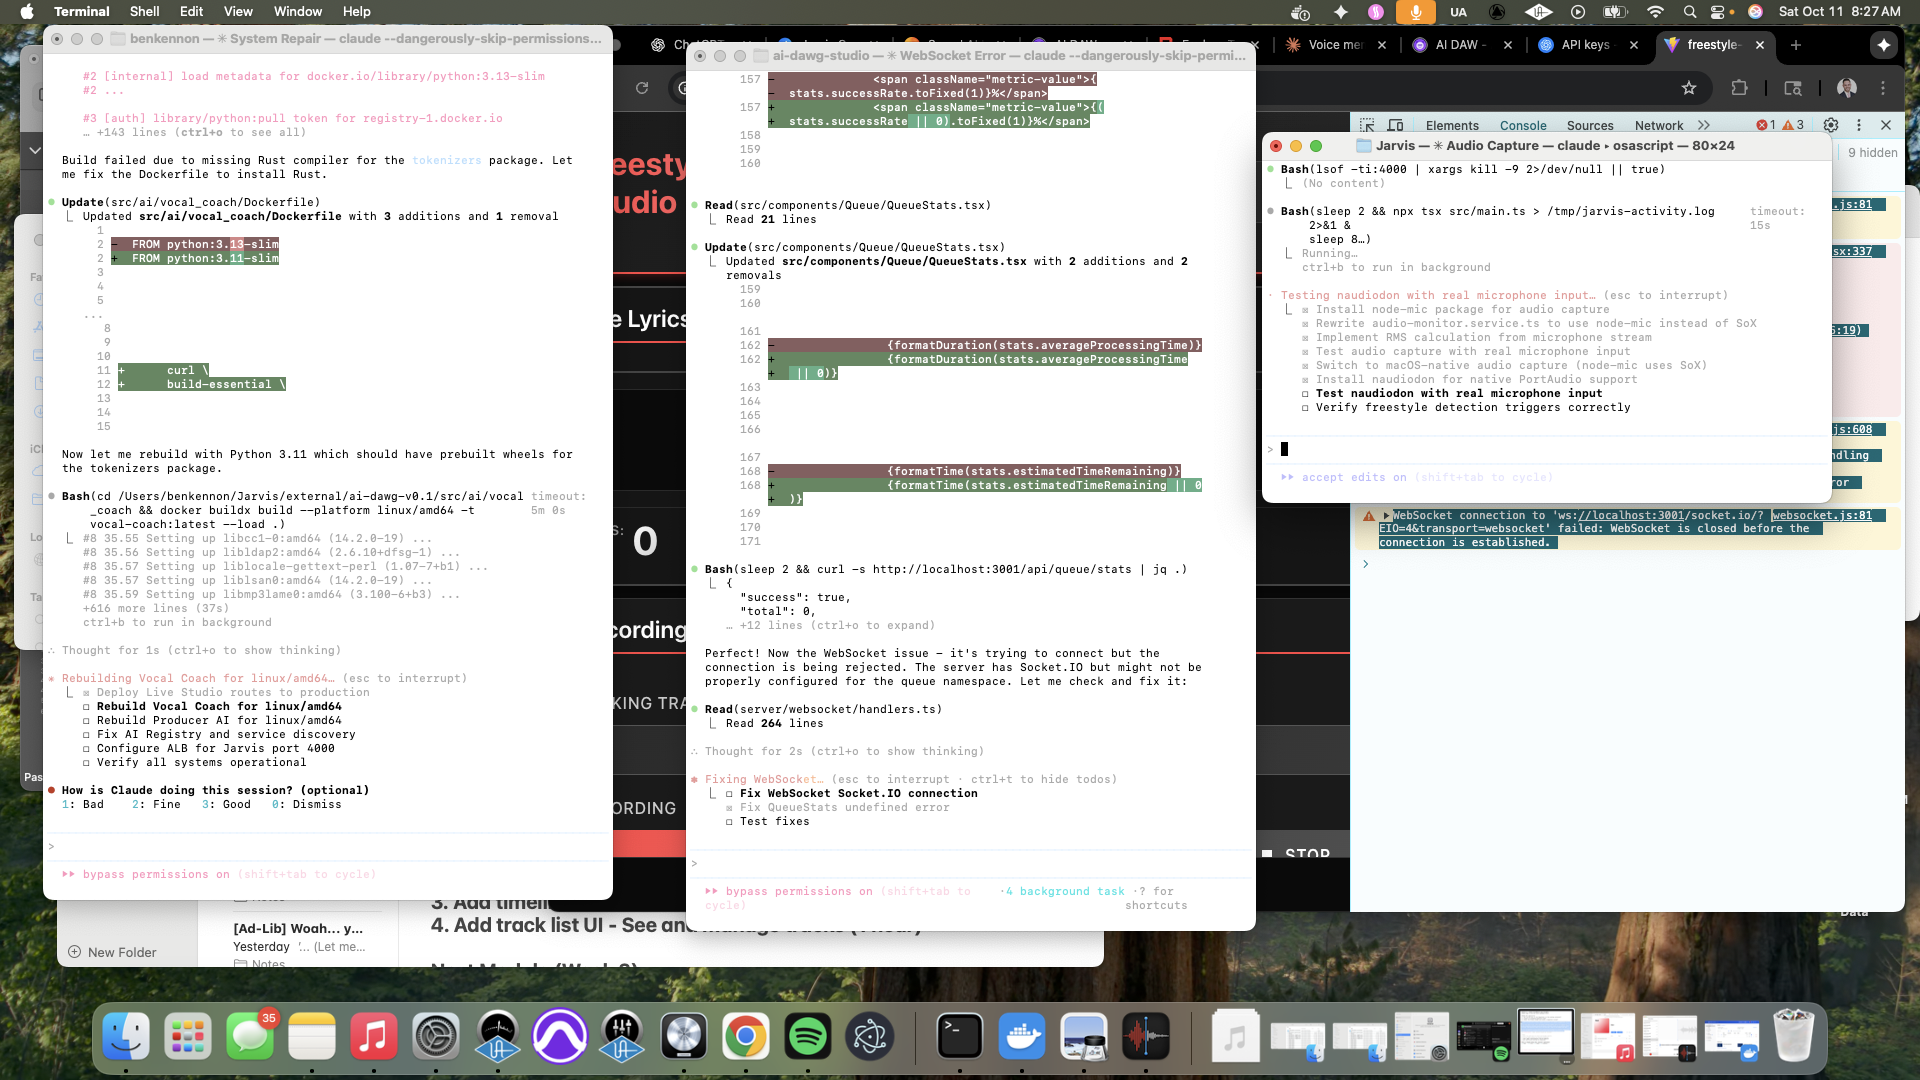 Terminal Shell Edit View Window Help
UA
Sat Oct 11 8:27 AM
benkennon — ✳ System Repair — claude --dangerously-skip-permissions...
#2 [internal] load metadata for docker.io/library/python:3.13-slim
#2 ...
#3 [auth] library/python:pull token for registry-1.docker.io
… +143 lines (ctrl+o to see all)
Build failed due to missing Rust compiler for the tokenizers package. Let
me fix the Dockerfile to install Rust.
Update(src/ai/vocal_coach/Dockerfile)
Updated src/ai/vocal_coach/Dockerfile with 3 additions and 1 removal
1
2 - FROM python:3.13-slim
2 + FROM python:3.11-slim
3
4
5
...
8
9
10
11 + curl \
12 + build-essential \
13
14
15
Now let me rebuild with Python 3.11 which should have prebuilt wheels for
the tokenizers package.
Bash(cd /Users/benkennon/Jarvis/external/ai-dawg-v0.1/src/ai/vocal timeout:
_coach && docker buildx build --platform linux/amd64 -t 5m 0s
vocal-coach:latest --load .)
#8 35.55 Setting up libcc1-0:amd64 (14.2.0-19) ...
#8 35.56 Setting up libldap2:amd64 (2.6.10+dfsg-1) ...
#8 35.57 Setting up liblocale-gettext-perl (1.07-7+b1) ...
#8 35.57 Setting up liblsan0:amd64 (14.2.0-19) ...
#8 35.59 Setting up libmp3lame0:amd64 (3.100-6+b3) ...
+616 more lines (37s)
ctrl+b to run in background
∴ Thought for 1s (ctrl+o to show thinking)
✶ Rebuilding Vocal Coach for linux/amd64… (esc to interrupt)
☒ Deploy Live Studio routes to production
☐ Rebuild Vocal Coach for linux/amd64
☐ Rebuild Producer AI for linux/amd64
☐ Fix AI Registry and service discovery
☐ Configure ALB for Jarvis port 4000
☐ Verify all systems operational
● How is Claude doing this session? (optional)
1: Bad 2: Fine 3: Good 0: Dismiss
>
⏵⏵ bypass permissions on (shift+tab to cycle)
ai-dawg-studio — ✳ WebSocket Error — claude --dangerously-skip-permi...
157 - <span className="metric-value">{
- stats.successRate.toFixed(1)}%</span>
157 + <span className="metric-value">{(
+ stats.successRate || 0).toFixed(1)}%</span>
158
159
160
Read(src/components/Queue/QueueStats.tsx)
Read 21 lines
Update(src/components/Queue/QueueStats.tsx)
Updated src/components/Queue/QueueStats.tsx with 2 additions and 2
removals
159
160
161
162 - {formatDuration(stats.averageProcessingTime)}
162 + {formatDuration(stats.averageProcessingTime
+ || 0)}
163
164
165
166
167
168 - {formatTime(stats.estimatedTimeRemaining)}
168 + {formatTime(stats.estimatedTimeRemaining || 0
+ )}
169
170
171
Bash(sleep 2 && curl -s http://localhost:3001/api/queue/stats | jq .)
{
"success": true,
"total": 0,
… +12 lines (ctrl+o to expand)
Perfect! Now the WebSocket issue - it's trying to connect but the
connection is being rejected. The server has Socket.IO but might not be
properly configured for the queue namespace. Let me check and fix it:
Read(server/websocket/handlers.ts)
Read 264 lines
∴ Thought for 2s (ctrl+o to show thinking)
✽ Fixing WebSocket… (esc to interrupt · ctrl+t to hide todos)
☐ Fix WebSocket Socket.IO connection
☒ Fix QueueStats undefined error
☐ Test fixes
>
⏵⏵ bypass permissions on (shift+tab to · 4 background task · ? for
cycle) shortcuts
Voice me
AI DAW -
API keys
freestyle-
Elements Console Sources Network
1 3
9 hidden
Jarvis — ✳ Audio Capture — claude ▸ osascript — 80×24
Bash(lsof -ti:4000 | xargs kill -9 2>/dev/null || true)
(No content)
Bash(sleep 2 && npx tsx src/main.ts > /tmp/jarvis-activity.log timeout:
2>&1 & 15s
sleep 8…)
Running…
ctrl+b to run in background
· Testing naudiodon with real microphone input… (esc to interrupt)
☒ Install node-mic package for audio capture
☒ Rewrite audio-monitor.service.ts to use node-mic instead of SoX
☒ Implement RMS calculation from microphone stream
☒ Test audio capture with real microphone input
☒ Switch to macOS-native audio capture (node-mic uses SoX)
☒ Install naudiodon for native PortAudio support
☐ Test naudiodon with real microphone input
☐ Verify freestyle detection triggers correctly
>
⏵⏵ accept edits on (shift+tab to cycle)
.js:81
sx:337
5:19)
js:608
ndling
ror
WebSocket connection to 'ws://localhost:3001/socket.io/? websocket.js:81
EIO=4&transport=websocket' failed: WebSocket is closed before the
connection is established.
eesty
udio
e Lyrics
S: 0
cording
KING TRA
ORDING
STOP
New Folder
Notes
[Ad-Lib] Woah... y...
Yesterday '... (Let me...
Notes
3. Add timeli
4. Add track list UI - See and manage tracks (1 hour)
Data
35